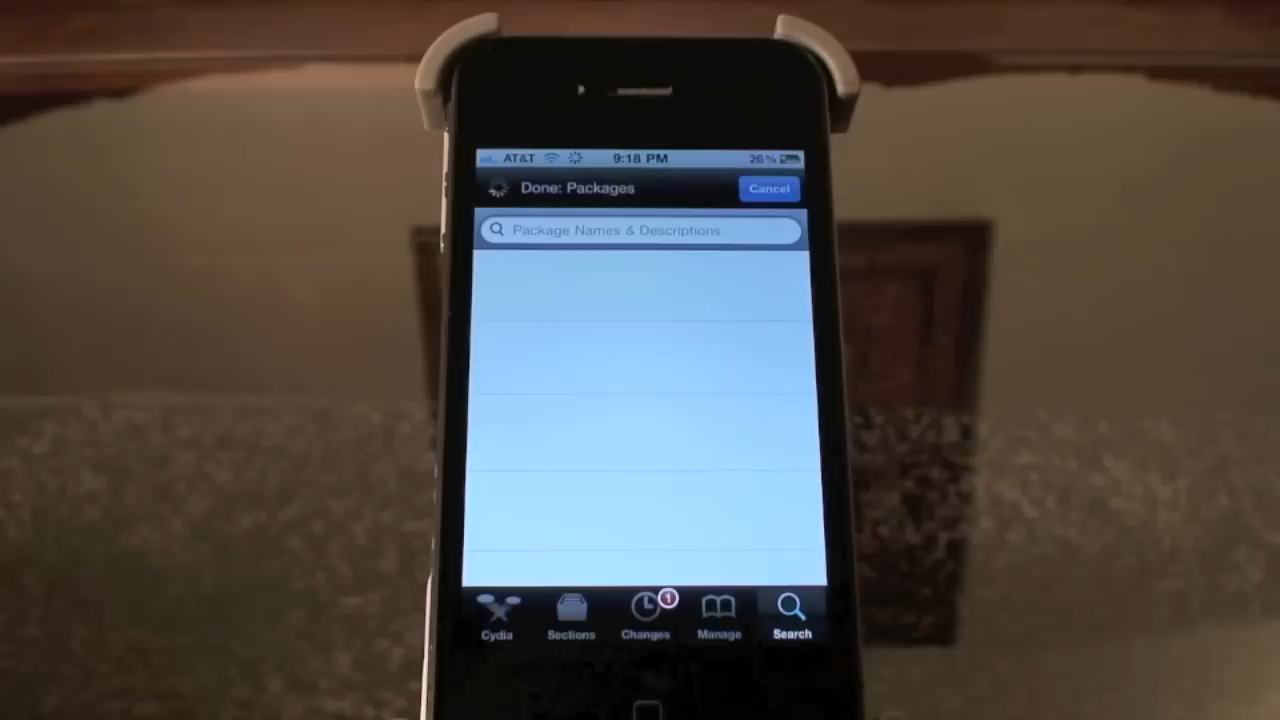 AT&T 9:18 PM 26%
Done: Packages Cancel
Package Names & Descriptions
1
Cydia Sections Changes Manage Search